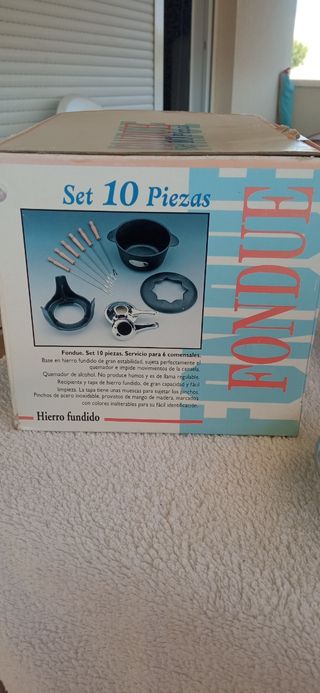 Set 10 Piezas
FONDUE
Fondue. Set 10 piezas. Servicio para 6 comensales.
Base en hierro fundido de gran estabilidad, sujeta perfectamente el
quemador e impide movimientos de la cazuela.
Quemador de alcohol. No produce humos y es de llama regulable.
Recipiente y tapa de hierro fundido, de gran capacidad y fácil
limpieza. La tapa tiene unas muescas para sujetar los pinchos.
Pinchos de acero inoxidable, provistos de mango de madera, marcados
con colores inalterables para su fácil identificación.
Hierro fundido